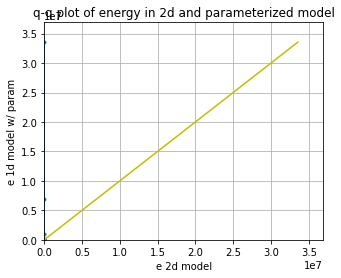 q-q plot of energy in 2d and parameterized model
1e7
3.5
3.0
2.5
2.0
1.5
1.0
0.5
0.0
e 1d model w/ param
0.0 0.5 1.0 1.5 2.0 2.5 3.0
1e7
e 2d model